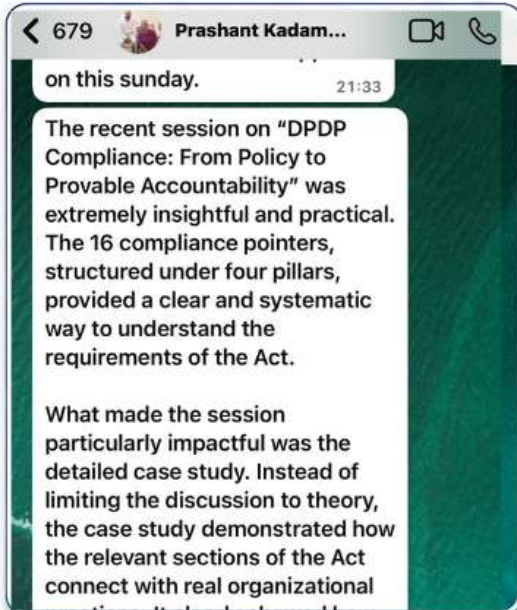 679 Prashant Kadam...
on this sunday.
21:33
The recent session on “DPDP
Compliance: From Policy to
Provable Accountability” was
extremely insightful and practical.
The 16 compliance pointers,
structured under four pillars,
provided a clear and systematic
way to understand the
requirements of the Act.
What made the session
particularly impactful was the
detailed case study. Instead of
limiting the discussion to theory,
the case study demonstrated how
the relevant sections of the Act
connect with real organizational